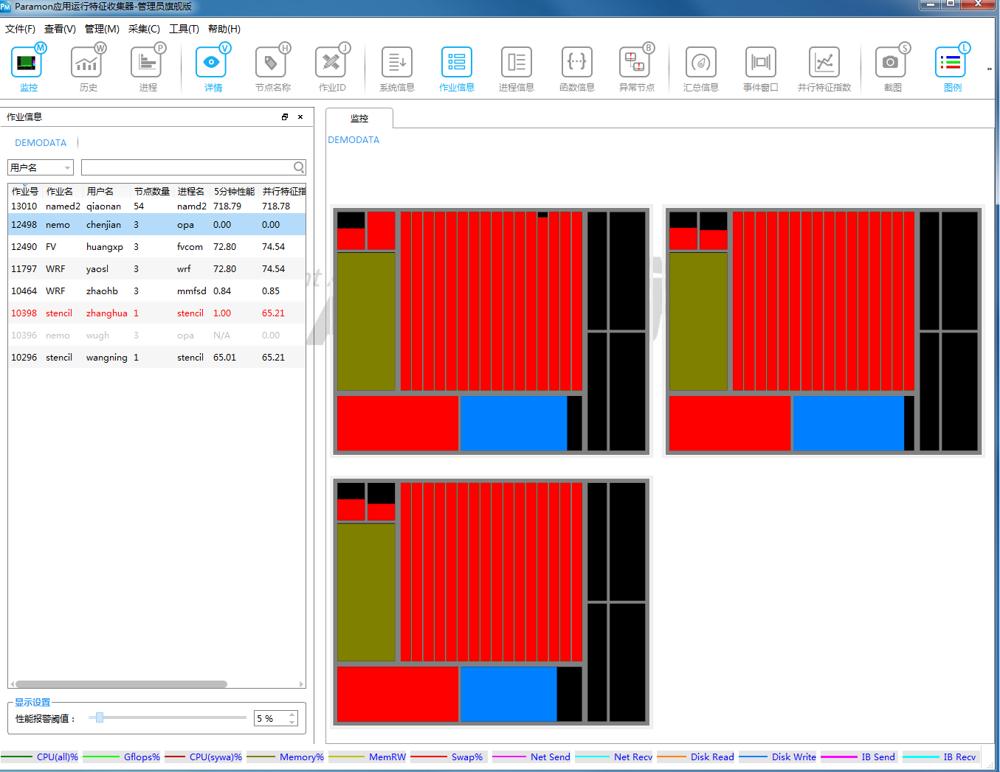 PM Paramon应用运行特征收集器-管理员旗舰版
文件(F) 查看(V) 管理(M) 采集(C) 工具(T) 帮助(H)
M W P V H J B S L
监控 历史 进程 详情 节点名称 作业ID 系统信息 作业信息 进程信息 函数信息 异常节点 汇总信息 事件窗口 并行特征指数 截图 图例 »
作业信息
监控
DEMODATA
DEMODATA
用户名
作业号 作业名 用户名 节点数量 进程名 5分钟性能 并行特征指
13010 named2 qiaonan 54 namd2 718.79 718.78
12498 nemo chenjian 3 opa 0.00 0.00
12490 FV huangxp 3 fvcom 72.80 74.54
11797 WRF yaosl 3 wrf 72.80 74.54
10464 WRF zhaohb 3 mmfsd 0.84 0.85
10398 stencil zhanghua 1 stencil 1.00 65.21
10396 nemo wugh 3 opa N/A 0.00
10296 stencil wangning 1 stencil 65.01 65.21
显示设置
性能报警阈值： 5 %
CPU(all)% Gflops% CPU(sywa)% Memory% MemRW Swap% Net Send Net Recv Disk Read Disk Write IB Send IB Recv